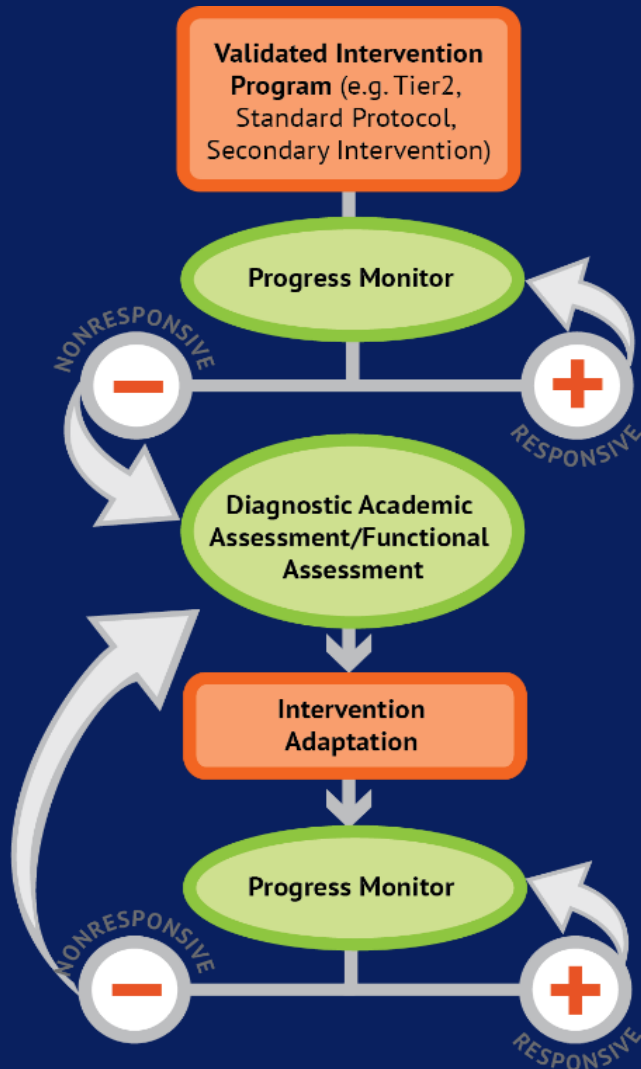 Validated Intervention
Program (e.g. Tier2,
Standard Protocol,
Secondary Intervention)
Progress Monitor
NONRESPONSIVE
RESPONSIVE
Diagnostic Academic
Assessment/Functional
Assessment
Intervention
Adaptation
Progress Monitor
NONRESPONSIVE
RESPONSIVE